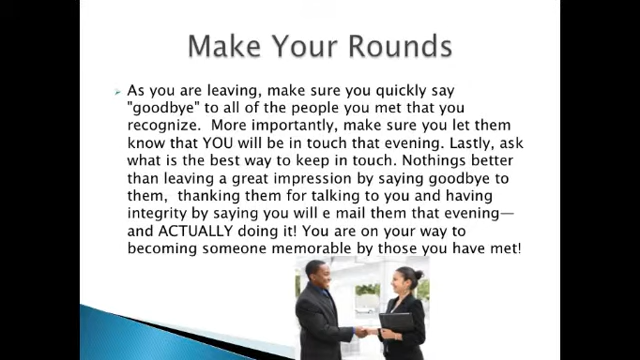 Make Your Rounds
As you are leaving, make sure you quickly say
"goodbye" to all of the people you met that you
recognize. More importantly, make sure you let them
know that YOU will be in touch that evening. Lastly, ask
what is the best way to keep in touch. Nothings better
than leaving a great impression by saying goodbye to
them, thanking them for talking to you and having
integrity by saying you will e mail them that evening—
and ACTUALLY doing it! You are on your way to
becoming someone memorable by those you have met!